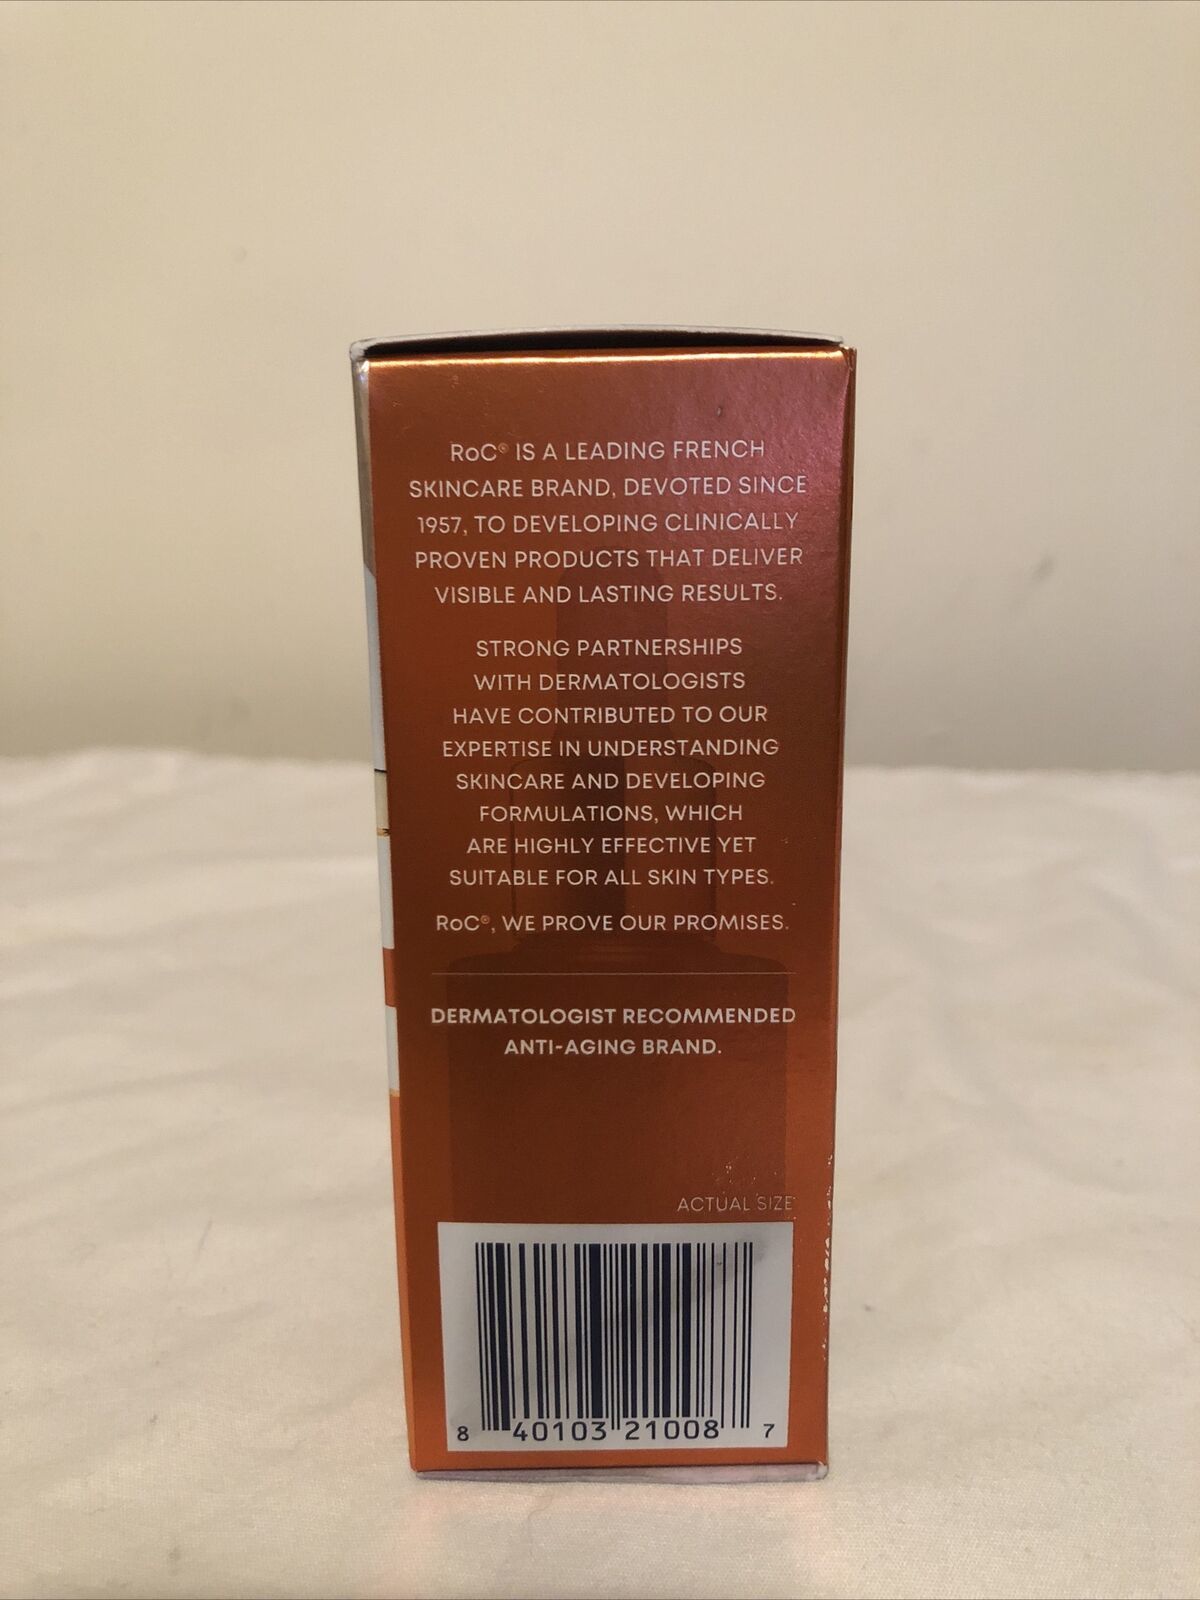 RoC® IS A LEADING FRENCH
SKINCARE BRAND, DEVOTED SINCE
1957, TO DEVELOPING CLINICALLY
PROVEN PRODUCTS THAT DELIVER
VISIBLE AND LASTING RESULTS.
STRONG PARTNERSHIPS
WITH DERMATOLOGISTS
HAVE CONTRIBUTED TO OUR
EXPERTISE IN UNDERSTANDING
SKINCARE AND DEVELOPING
FORMULATIONS, WHICH
ARE HIGHLY EFFECTIVE YET
SUITABLE FOR ALL SKIN TYPES.
RoC®, WE PROVE OUR PROMISES.
DERMATOLOGIST RECOMMENDED
ANTI-AGING BRAND.
ACTUAL SIZE
8 40103 21008 7